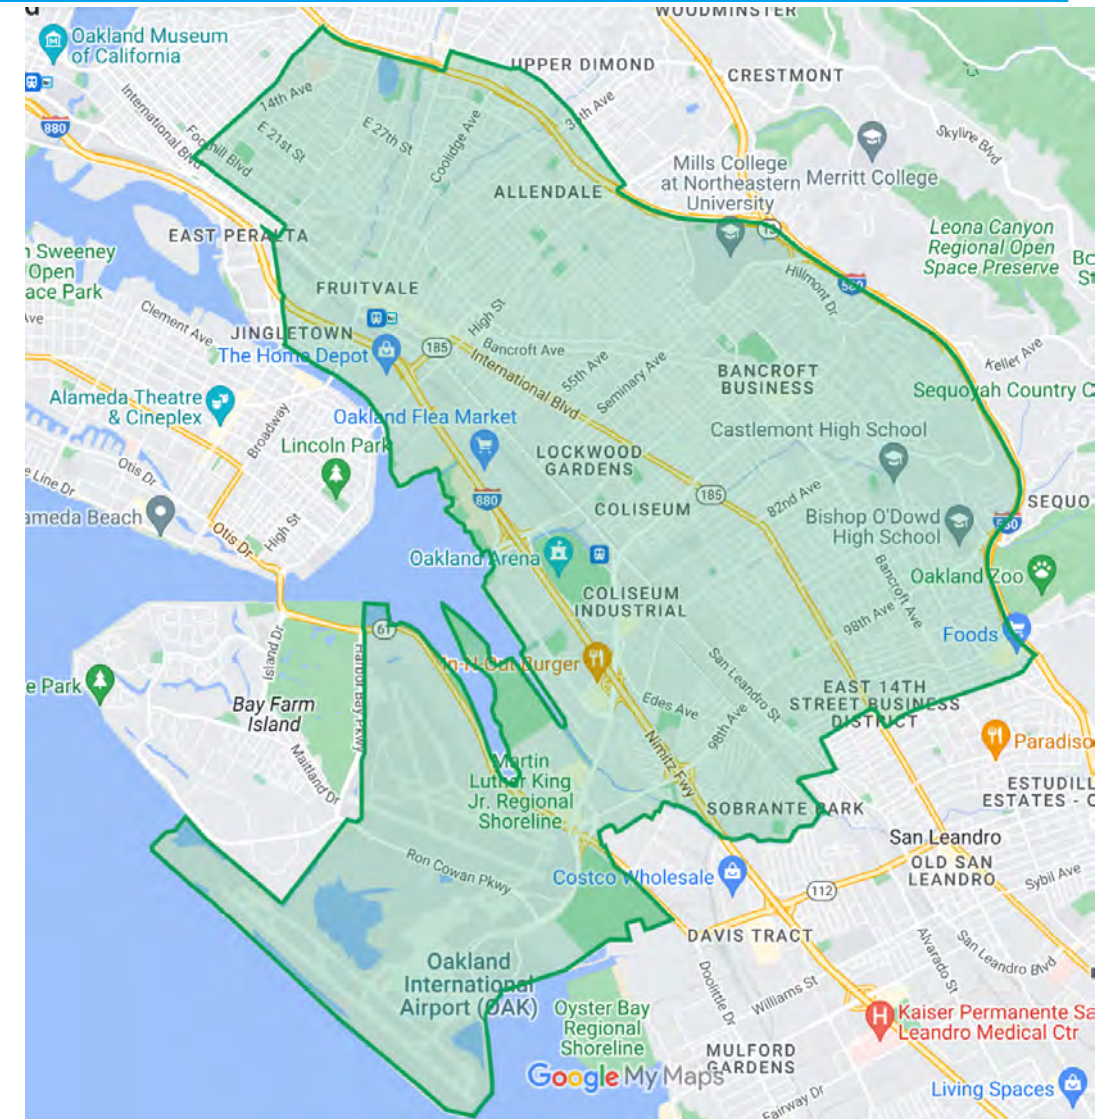 WOODMINSTER
Oakland Museum
of California
UPPER DIMOND
CRESTMONT
880
14th Ave
International Blvd
Foothill Blvd
E 21st St
E 27th St
Coolidge Ave
Skyline Blvd
Mills College
at Northeastern
University
Merritt College
ALLENDALE
13
Leona Canyon
Regional Open
Space Preserve
EAST PERALTA
Sweeney
Open
ace Park
Hillmont Dr
580
FRUITVALE
Clement Ave
JINGLETOWN
High St
185
Bancroft Ave
The Home Depot
International Blvd
55th Ave
Seminary Ave
BANCROFT
BUSINESS
Keller Ave
Sequoyah Country C
Alameda Theatre
& Cineplex
Broadway
Oakland Flea Market
Castlemont High School
Lincoln Park
LOCKWOOD
GARDENS
Otis Dr
e Line Dr
880
185
82nd Ave
SEQUO
ameda Beach
Otis Dr
High St
COLISEUM
Bishop O'Dowd
High School
580
Oakland Arena
Bancroft Ave
Oakland Zoo
COLISEUM
INDUSTRIAL
98th Ave
Foods
61
Island Dr
Harbor Bay Pkwy
In-N-Out Burger
San Leandro St
e Park
Bay Farm
Island
Edes Ave
98th Ave
EAST 14TH
STREET BUSINESS
DISTRICT
Maitland Dr
Nimitz Fwy
Paradiso
Martin
Luther King
Jr. Regional
Shoreline
ESTUDILL
ESTATES - C
SOBRANTE PARK
San Leandro
Ron Cowan Pkwy
Costco Wholesale
OLD SAN
LEANDRO
112
Sybil Ave
DAVIS TRACT
Oakland
International
Airport (OAK)
Doolittle Dr
Williams St
Alvarado St
San Leandro Blvd
Oyster Bay
Regional
Shoreline
Kaiser Permanente Sa
Leandro Medical Ctr
MULFORD
GARDENS
Google My Maps
Fairway Dr
Living Spaces